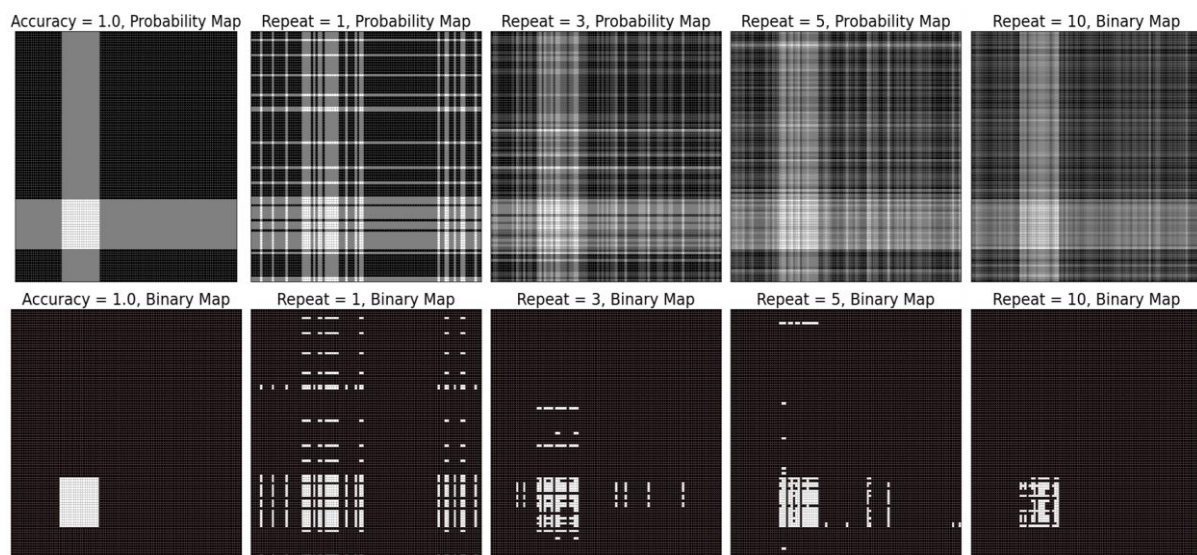 Accuracy = 1.0, Probability Map
Repeat = 1, Probability Map
Repeat = 3, Probability Map
Repeat = 5, Probability Map
Repeat = 10, Binary Map
Accuracy = 1.0, Binary Map
Repeat = 1, Binary Map
Repeat = 3, Binary Map
Repeat = 5, Binary Map
Repeat = 10, Binary Map